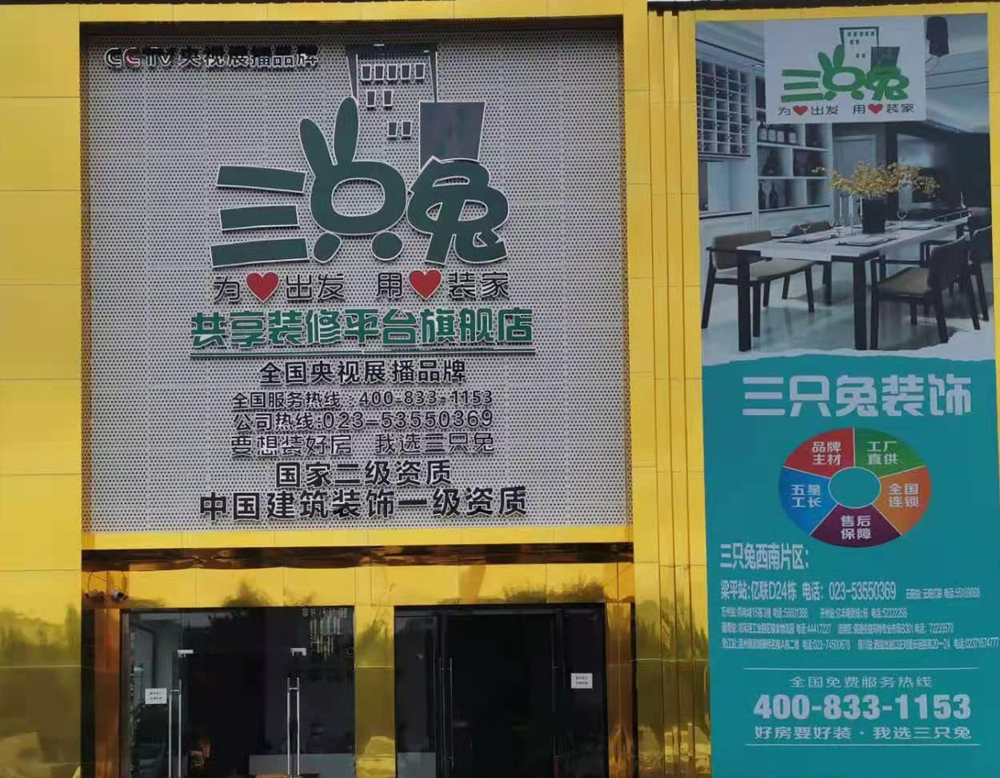 CCTV央视展播品牌
三只兔
为❤出发 用❤装家
共享装修平台旗舰店
全国央视展播品牌
全国服务热线:400-833-1153
公司热线:023-53550369
要想装好房 我选三只兔
国家二级资质
中国建筑装饰一级资质
三只兔
为❤出发 用❤装家
三只兔装饰
品牌主材
工厂直供
五星工长
全国连锁
售后保障
三只兔西南片区:
梁平站:亿联D24栋 电话: 023-53550369
全国免费服务热线
400-833-1153
好房要好装·我选三只兔